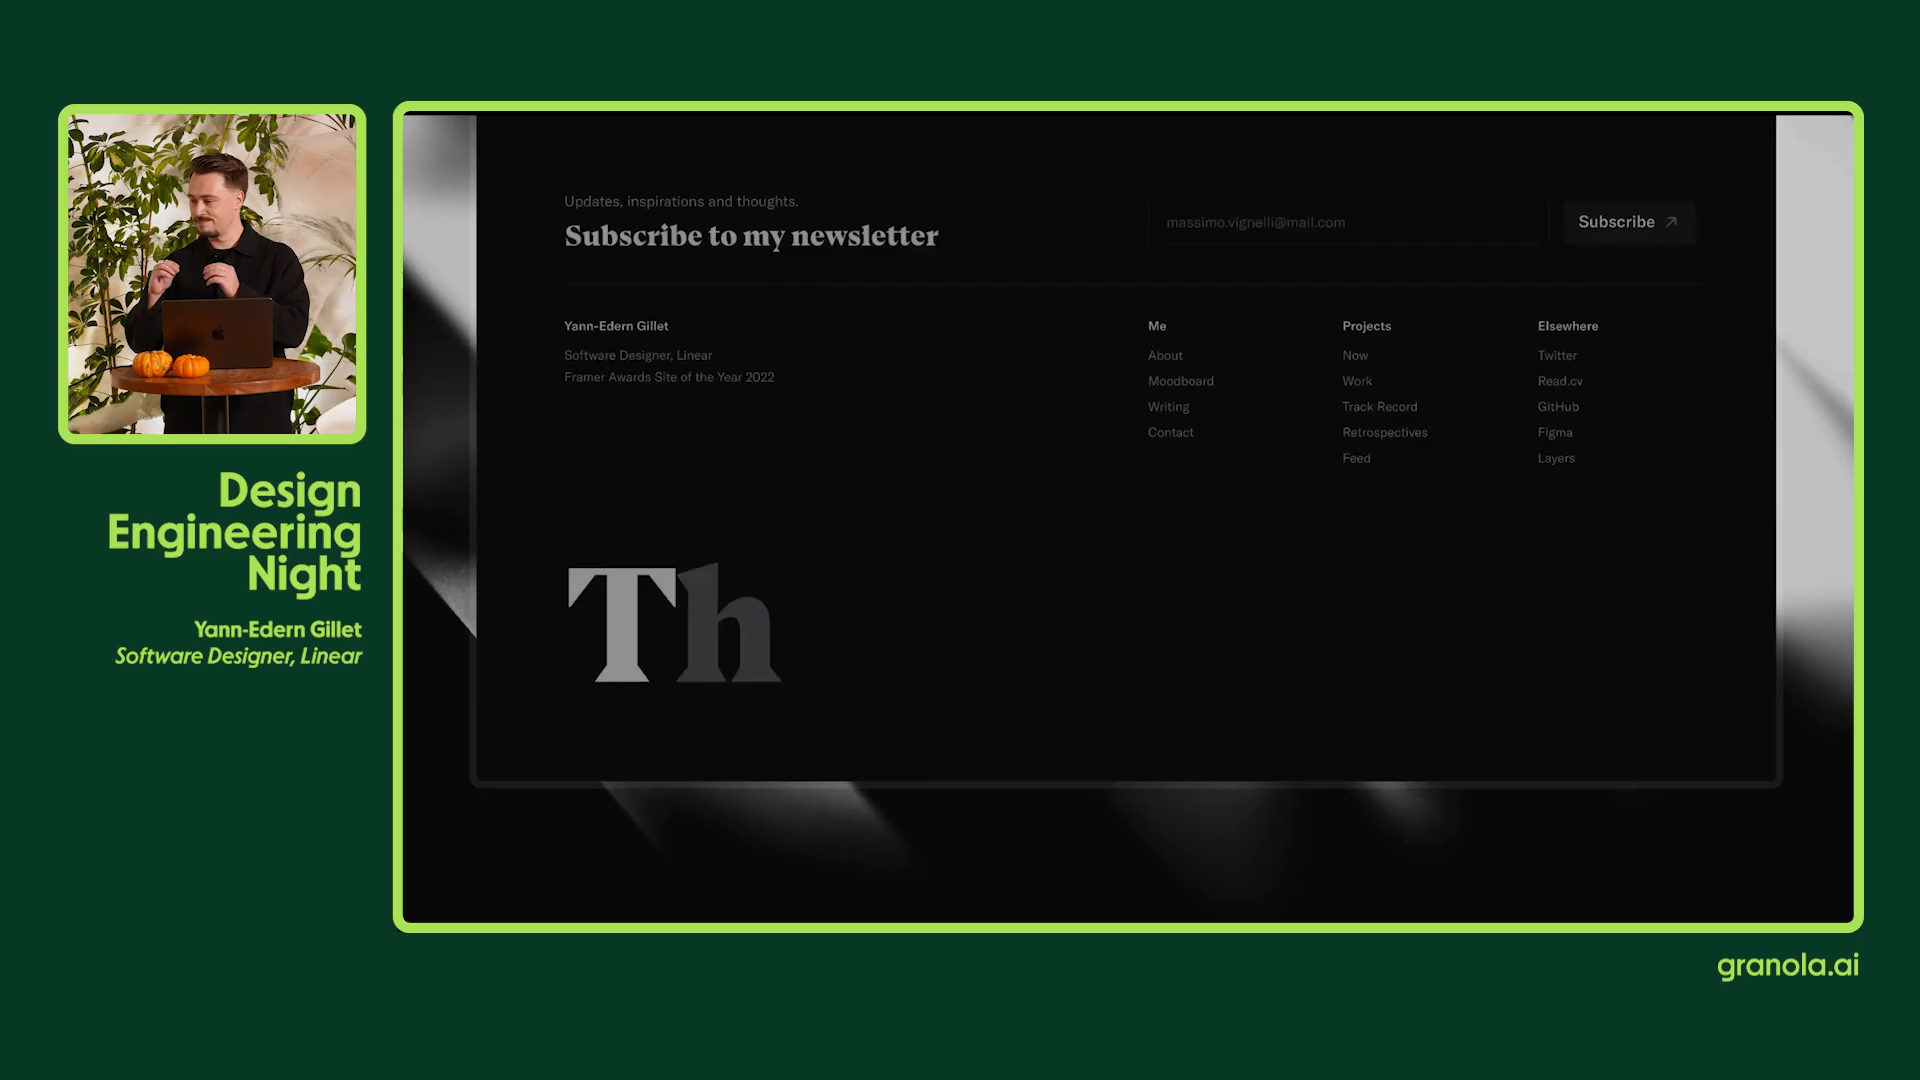 Design
Engineering
Night
Yann-Edern Gillet
Software Designer, Linear
Updates, inspirations and thoughts.
Subscribe to my newsletter
massimo.vignelli@mail.com
Subscribe
Yann-Edern Gillet
Software Designer, Linear
Framer Awards Site of the Year 2022
Me
About
Moodboard
Writing
Contact
Projects
Now
Work
Track Record
Retrospectives
Feed
Elsewhere
Twitter
Read.cv
GitHub
Figma
Layers
Th
granola.ai